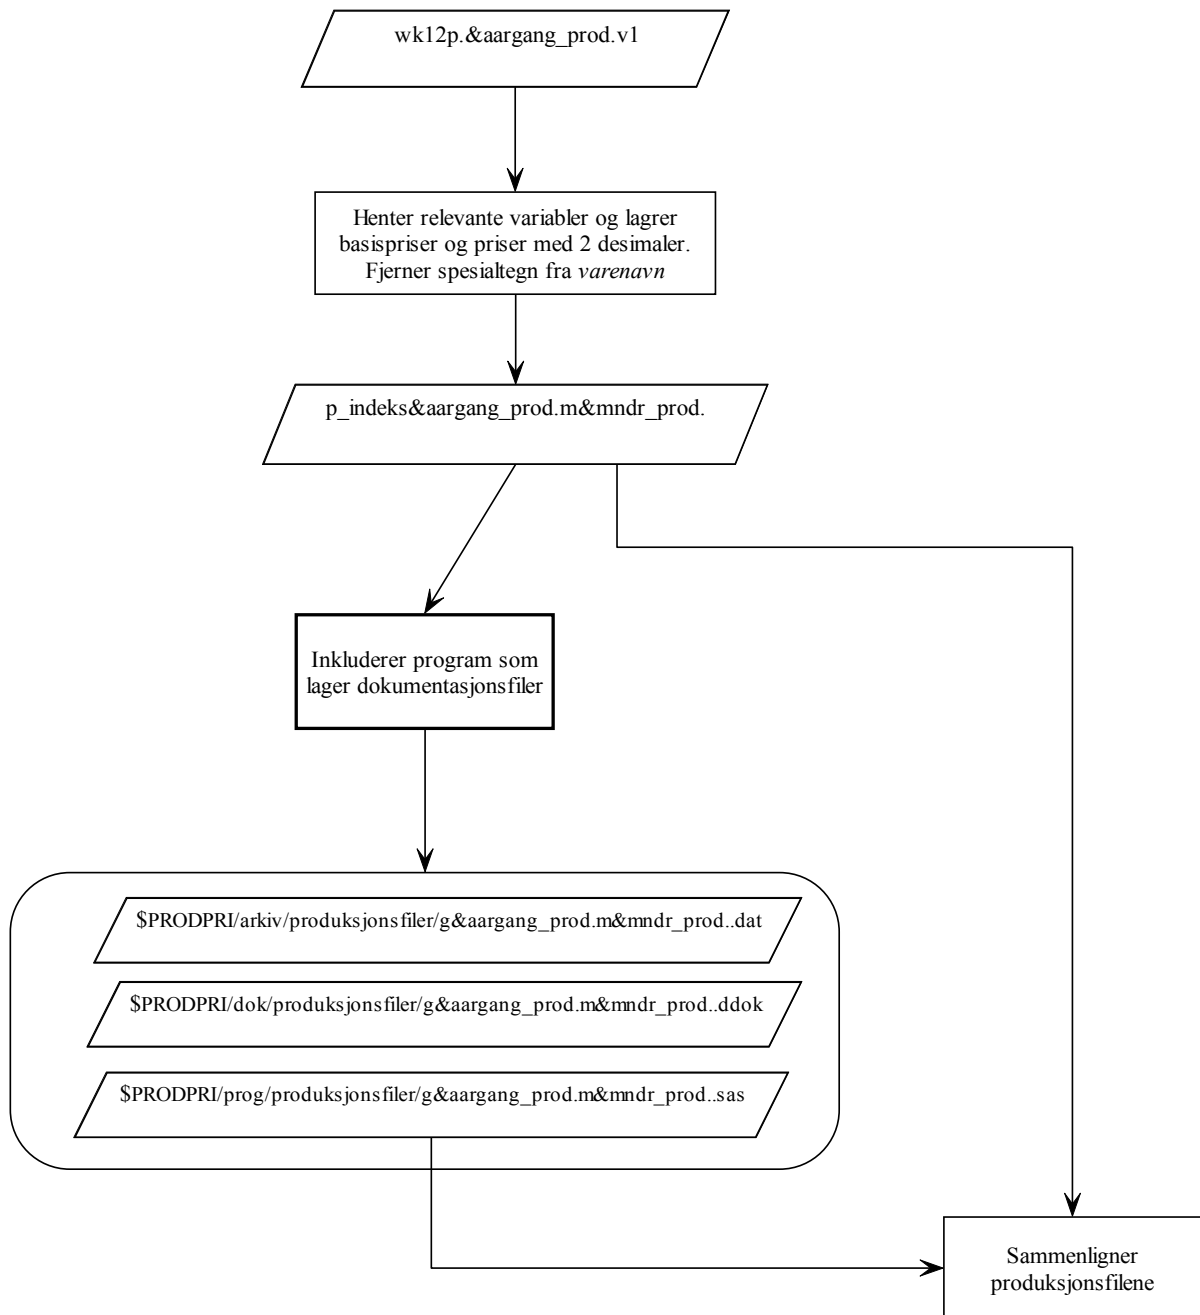 wk12p.&aargang_prod.v1
Henter relevante variabler og lagrer
basispriser og priser med 2 desimaler.
Fjerner spesialtegn fra varenavn
p_indeks&aargang_prod.m&mndr_prod.
Inkluderer program som
lager dokumentasjonsfiler
$PRODPRI/arkiv/produksjonsfiler/g&aargang_prod.m&mndr_prod..dat
$PRODPRI/dok/produksjonsfiler/g&aargang_prod.m&mndr_prod..ddok
$PRODPRI/prog/produksjonsfiler/g&aargang_prod.m&mndr_prod..sas
Sammenligner
produksjonsfilene